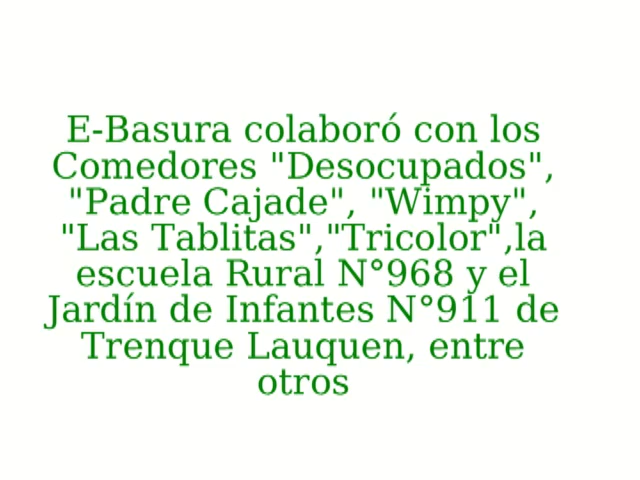 E-Basura colaboró con los
Comedores "Desocupados",
"Padre Cajade", "Wimpy",
"Las Tablitas","Tricolor",la
escuela Rural N°968 y el
Jardín de Infantes N°911 de
Trenque Lauquen, entre
otros